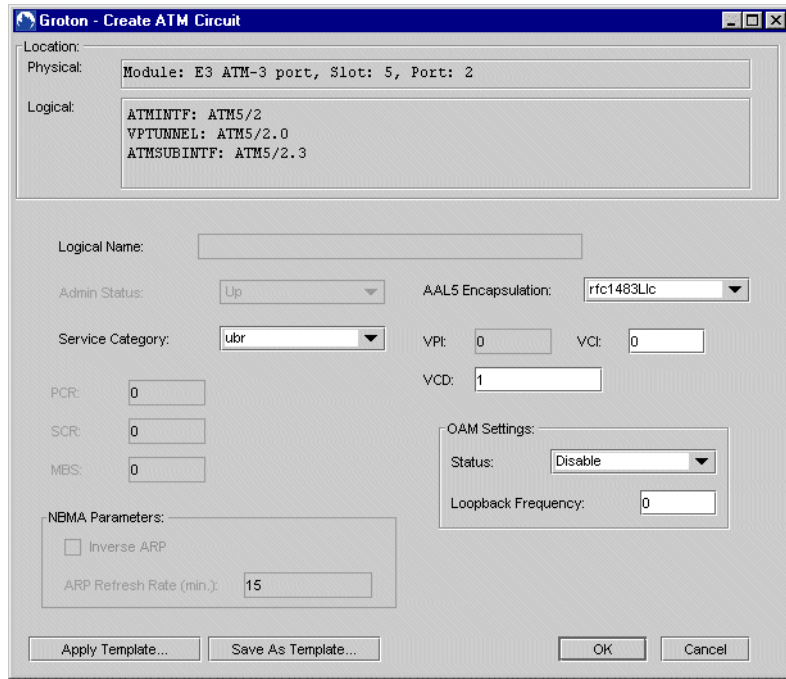 Groton - Create ATM Circuit
Location:
Physical: Module: E3 ATM-3 port, Slot: 5, Port: 2
Logical: ATMINTF: ATM5/2
VPTUNNEL: ATM5/2.0
ATMSUBINTF: ATM5/2.3
Logical Name:
Admin Status: Up
AAL5 Encapsulation: rfc1483Llc
Service Category: ubr
VPI: 0 VCI: 0
VCD: 1
PCR: 0
SCR: 0
MBS: 0
OAM Settings:
Status: Disable
Loopback Frequency: 0
NBMA Parameters:
Inverse ARP
ARP Refresh Rate (min.): 15
Apply Template... Save As Template... OK Cancel